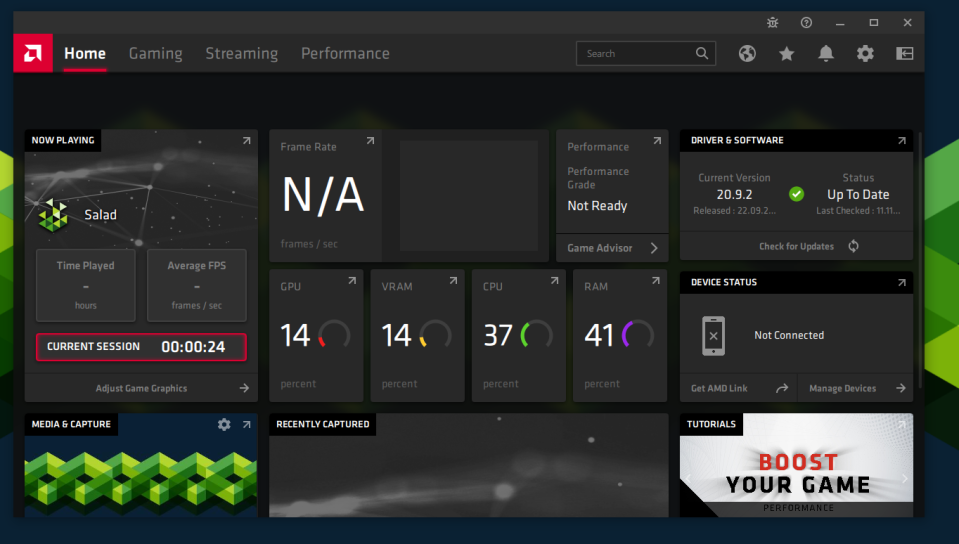 Home Gaming Streaming Performance Search
NOW PLAYING
Salad
Time Played
-
hours
Average FPS
-
frames / sec
CURRENT SESSION 00:00:24
Adjust Game Graphics
Frame Rate
N/A
frames / sec
Performance
Performance
Grade
Not Ready
Game Advisor
DRIVER & SOFTWARE
Current Version
20.9.2
Released : 22.09.2...
Status
Up To Date
Last Checked : 11.11...
Check for Updates
GPU
14
percent
VRAM
14
percent
CPU
37
percent
RAM
41
percent
DEVICE STATUS
Not Connected
Get AMD Link
Manage Devices
MEDIA & CAPTURE
RECENTLY CAPTURED
TUTORIALS
BOOST
YOUR GAME
PERFORMANCE